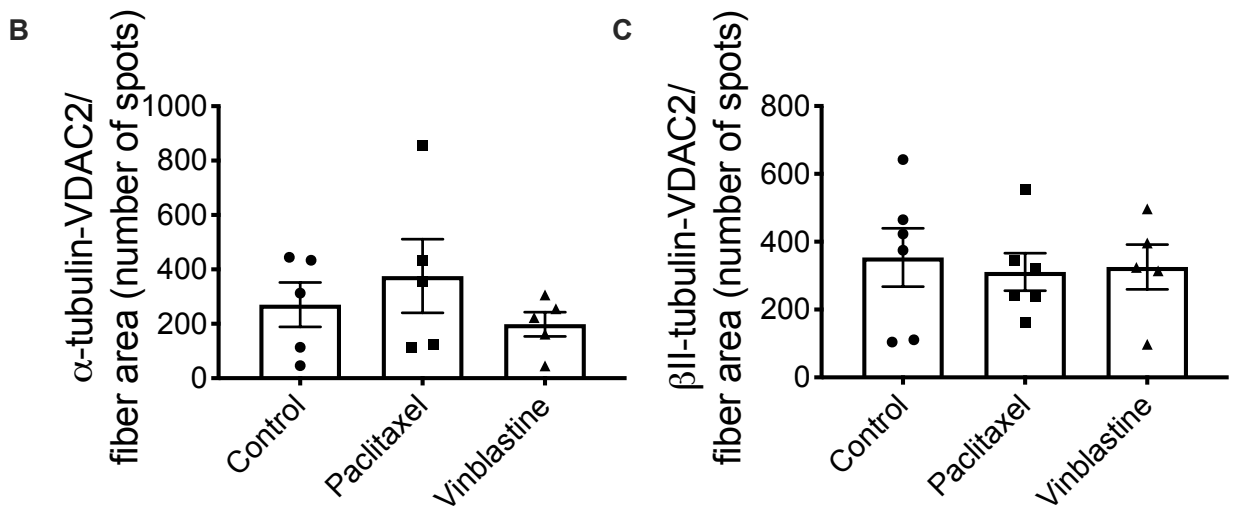 B
α-tubulin-VDAC2/
fiber area (number of spots)
1000
800
600
400
200
0
Control
Paclitaxel
Vinblastine
C
βII-tubulin-VDAC2/
fiber area (number of spots)
800
600
400
200
0
Control
Paclitaxel
Vinblastine